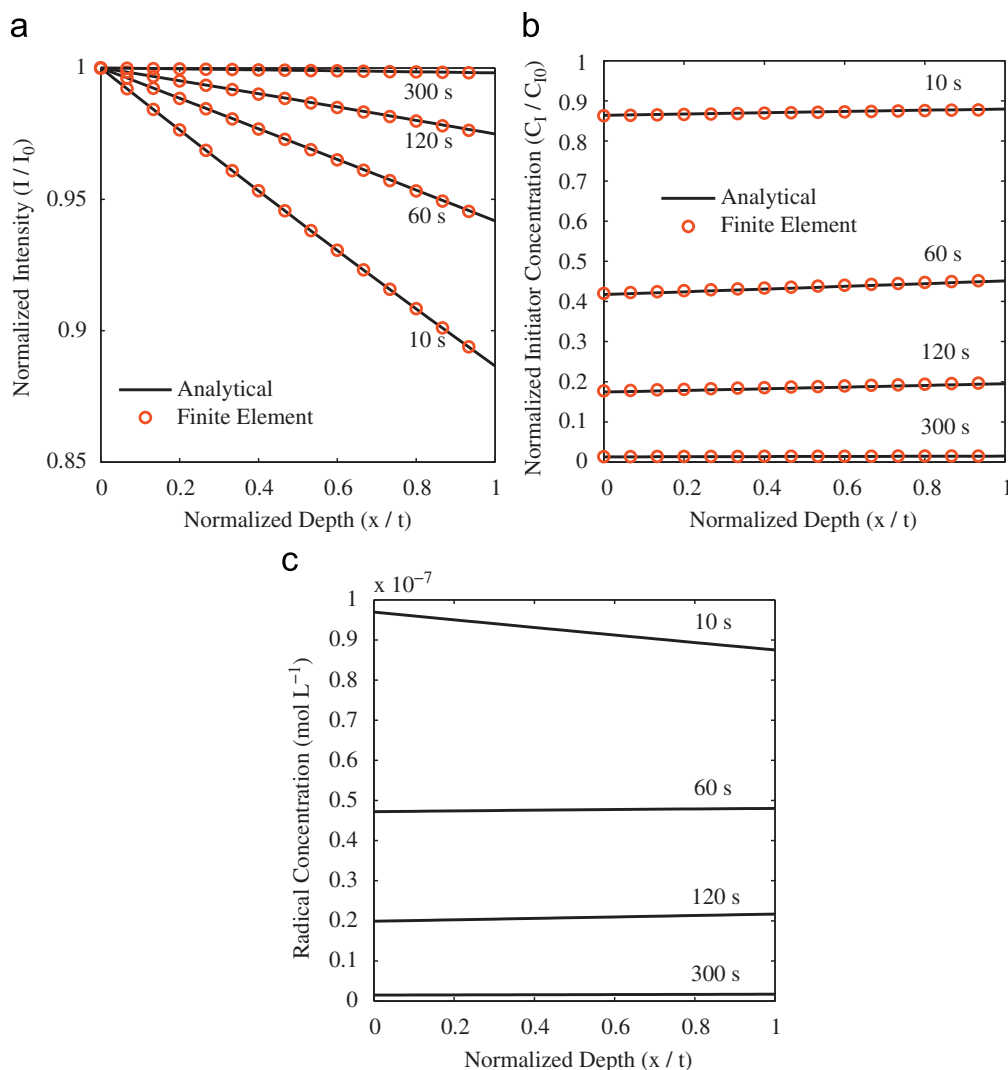 a
Normalized Intensity (I / I0)
1
0.95
0.9
0.85
300 s
120 s
60 s
10 s
Analytical
Finite Element
0 0.2 0.4 0.6 0.8 1
Normalized Depth (x / t)
b
Normalized Initiator Concentration (CI / CI0)
1
0.9
0.8
0.7
0.6
0.5
0.4
0.3
0.2
0.1
0
10 s
Analytical
Finite Element
60 s
120 s
300 s
0 0.2 0.4 0.6 0.8 1
Normalized Depth (x / t)
c
x 10⁻⁷
Radical Concentration (mol L⁻¹)
1
0.9
0.8
0.7
0.6
0.5
0.4
0.3
0.2
0.1
0
10 s
60 s
120 s
300 s
0 0.2 0.4 0.6 0.8 1
Normalized Depth (x / t)